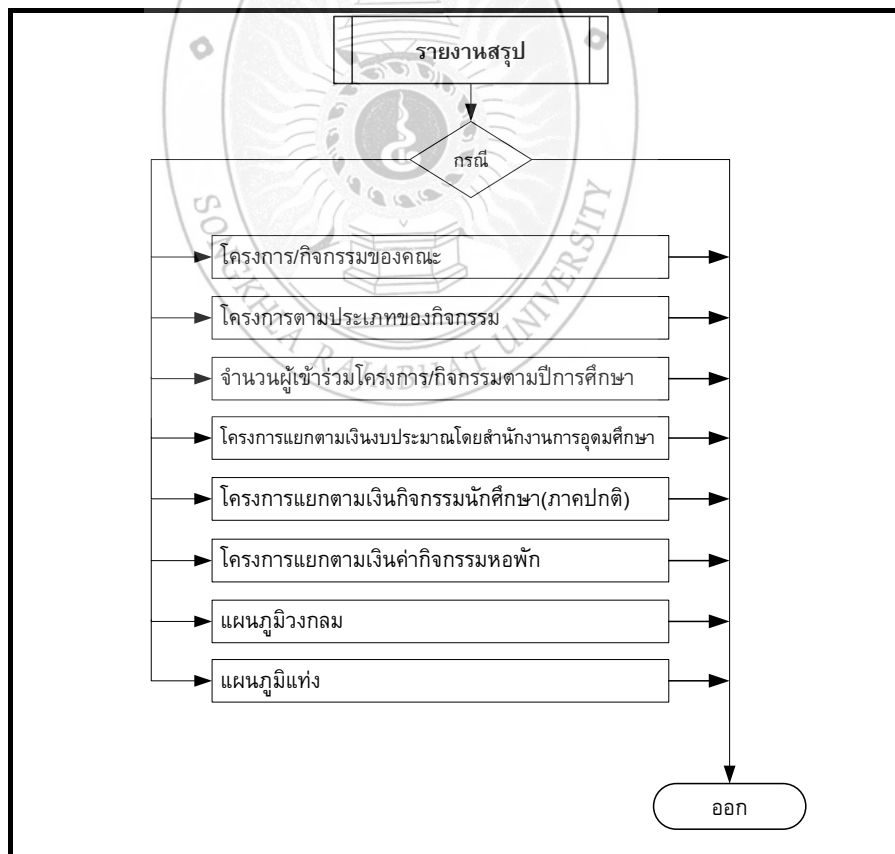 รายงานสรุป
กรณี
โครงการ/กิจกรรมของคณะ
โครงการตามประเภทของกิจกรรม
จำนวนผู้เข้าร่วมโครงการ/กิจกรรมตามปีการศึกษา
โครงการแยกตามเงินงบประมาณโดยสำนักงานการอุดมศึกษา
โครงการแยกตามเงินกิจกรรมนักศึกษา(ภาคปกติ)
โครงการแยกตามเงินค่ากิจกรรมหอพัก
แผนภูมิวงกลม
แผนภูมิแท่ง
ออก
SONGKHLA RAJABHAT UNIVERSITY